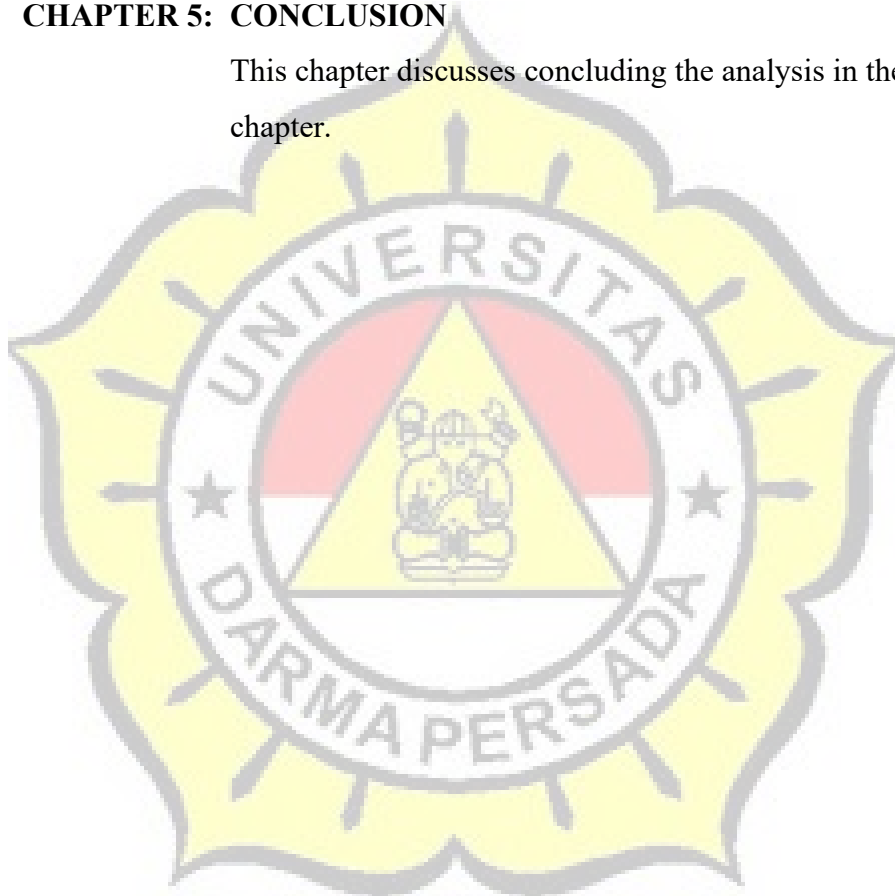 CHAPTER 5: CONCLUSION
This chapter discusses concluding the analysis in the
chapter.
UNIVERSITAS
DARMA PERSADA